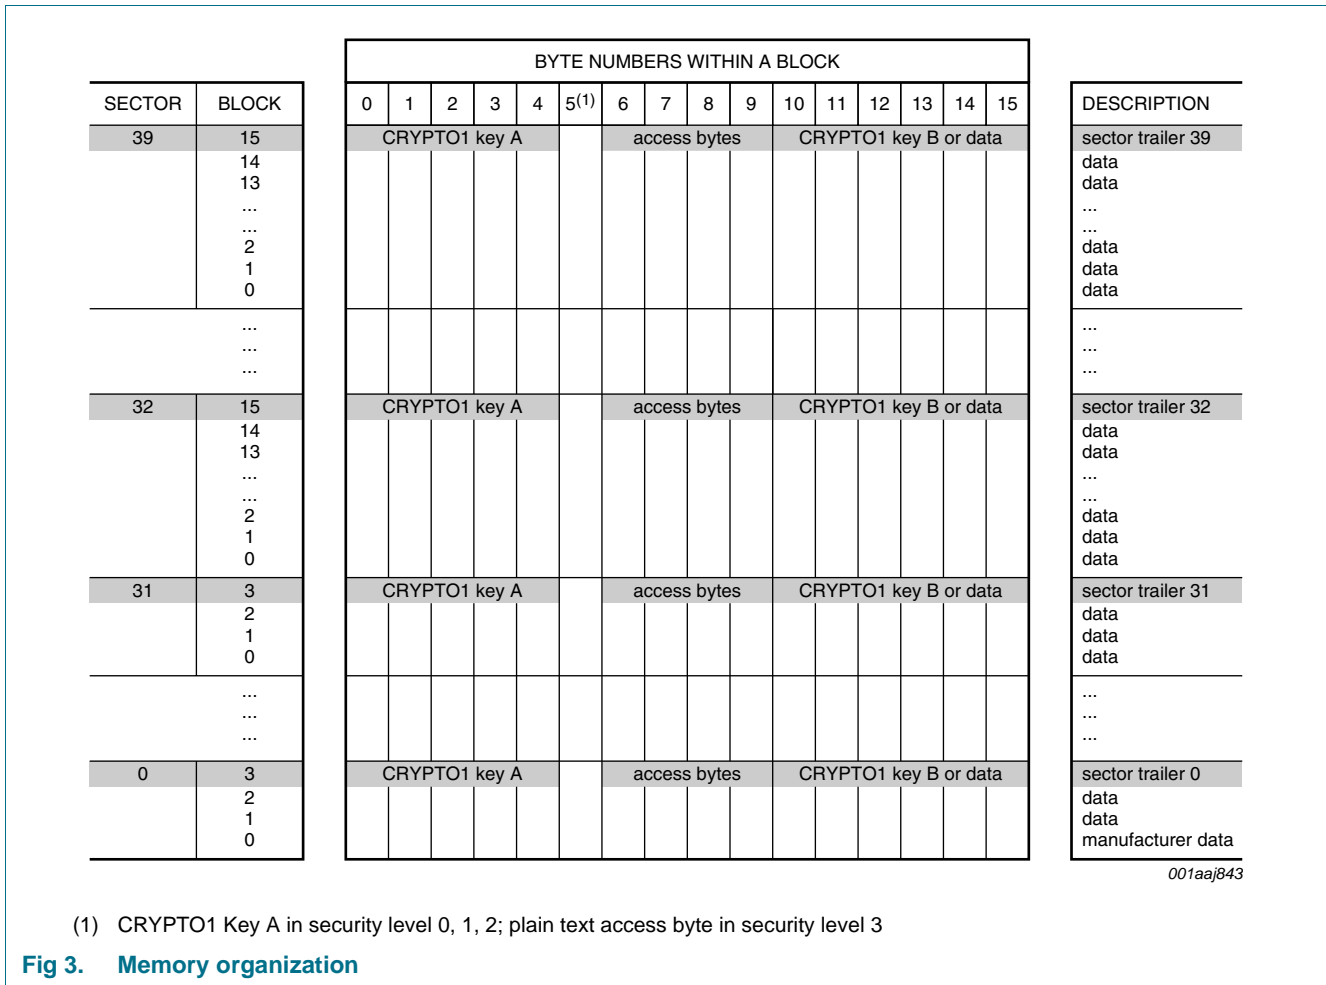 BYTE NUMBERS WITHIN A BLOCK
SECTOR BLOCK 0 1 2 3 4 5(1) 6 7 8 9 10 11 12 13 14 15 DESCRIPTION
39 15 CRYPTO1 key A access bytes CRYPTO1 key B or data sector trailer 39
14 data
13 data
... ...
... ...
2 data
1 data
0 data
... ...
... ...
... ...
32 15 CRYPTO1 key A access bytes CRYPTO1 key B or data sector trailer 32
14 data
13 data
... ...
... ...
2 data
1 data
0 data
31 3 CRYPTO1 key A access bytes CRYPTO1 key B or data sector trailer 31
2 data
1 data
0 data
... ...
... ...
... ...
0 3 CRYPTO1 key A access bytes CRYPTO1 key B or data sector trailer 0
2 data
1 data
0 manufacturer data
001aaj843
(1) CRYPTO1 Key A in security level 0, 1, 2; plain text access byte in security level 3
Fig 3. Memory organization